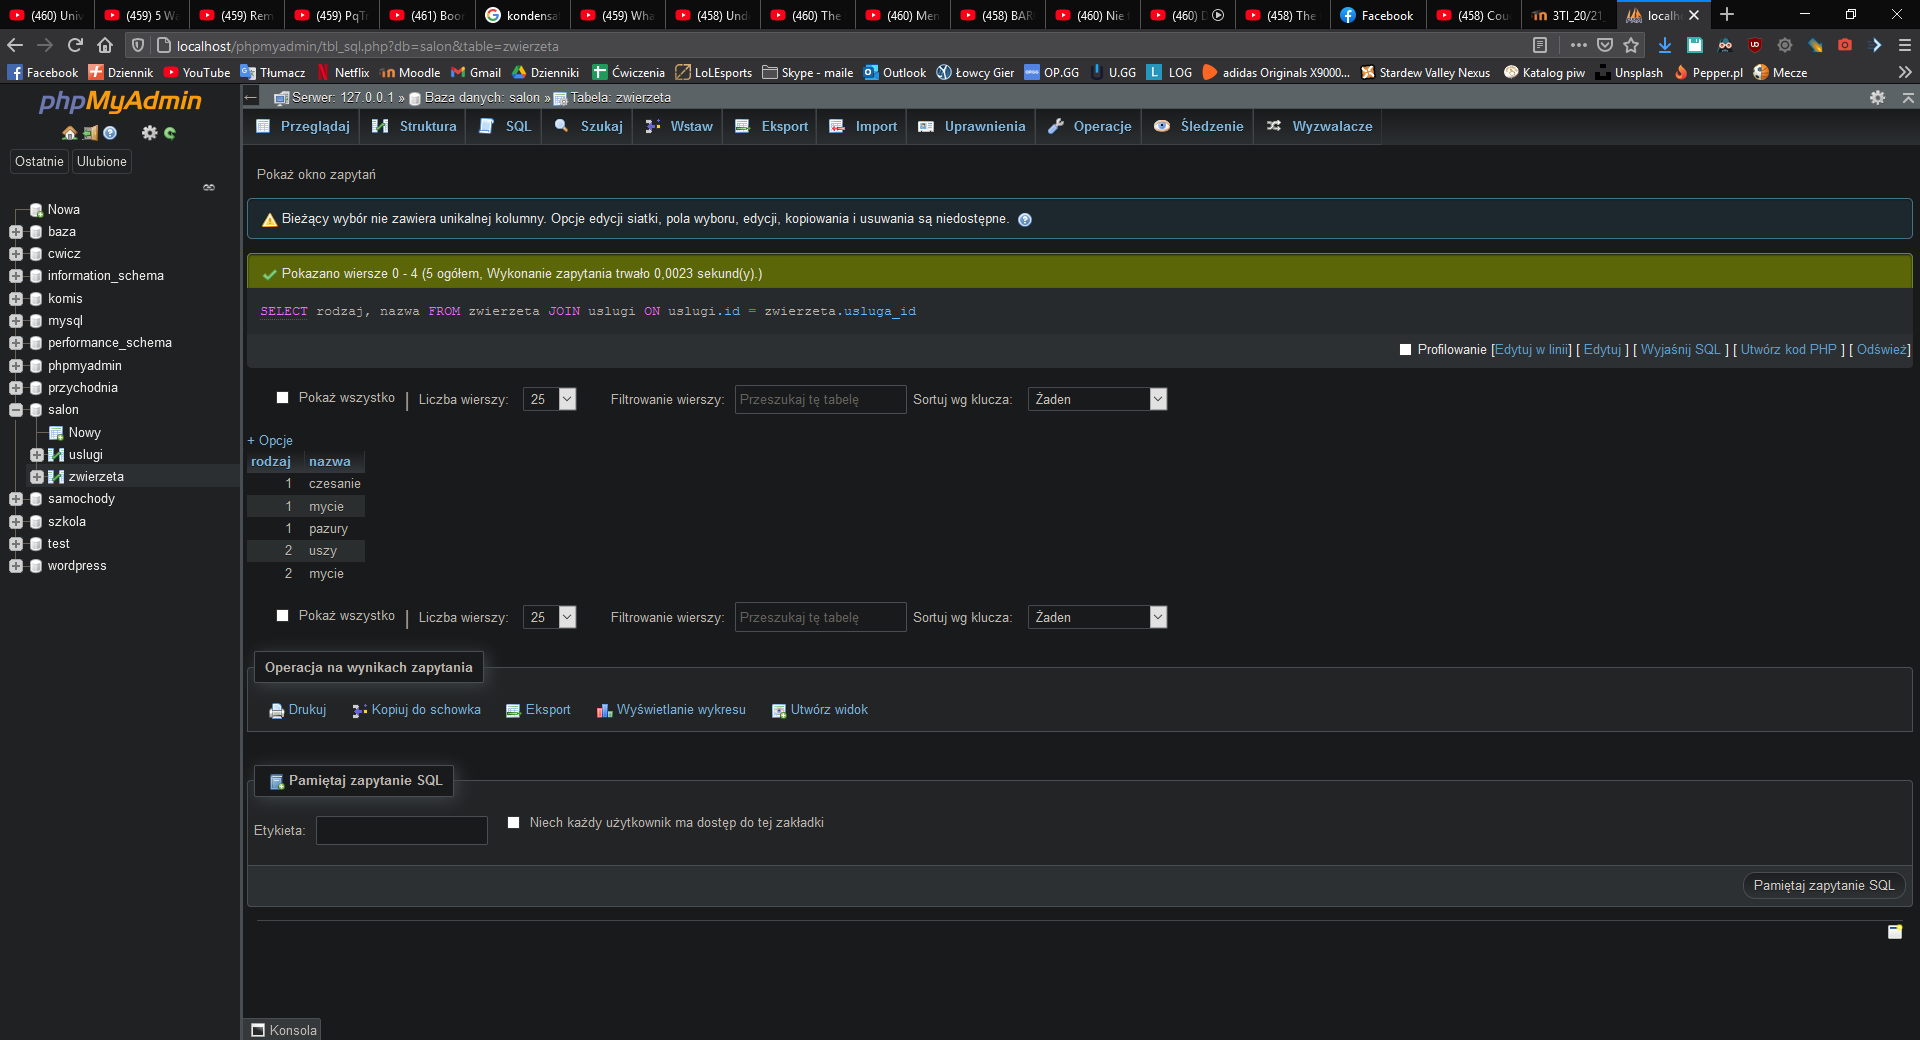 (460) Univ
(459) 5 Wa
(459) Rem
(459) PqTr
(461) Boor
kondensa
(459) Wha
(458) Und
(460) The
(460) Men
(458) BAR
(460) Nie
(460) D
(458) The
Facebook
(458) Cou
3TI_20/21
localh
localhost/phpmyadmin/tbl_sql.php?db=salon&table=zwierzeta
Facebook Dziennik YouTube Tłumacz Netflix Moodle Gmail Dzienniki Ćwiczenia LoLEsports Skype - maile Outlook Łowcy Gier OP.GG U.GG LOG adidas Originals X9000... Stardew Valley Nexus Katalog piw Unsplash Pepper.pl Mecze
phpMyAdmin
Ostatnie Ulubione
Nowa
baza
cwicz
information_schema
komis
mysql
performance_schema
phpmyadmin
przychodnia
salon
Nowy
uslugi
zwierzeta
samochody
szkola
test
wordpress
Serwer: 127.0.0.1 » Baza danych: salon » Tabela: zwierzeta
Przeglądaj Struktura SQL Szukaj Wstaw Eksport Import Uprawnienia Operacje Śledzenie Wyzwalacze
Pokaż okno zapytań
Bieżący wybór nie zawiera unikalnej kolumny. Opcje edycji siatki, pola wyboru, edycji, kopiowania i usuwania są niedostępne.
Pokazano wiersze 0 - 4 (5 ogółem, Wykonanie zapytania trwało 0,0023 sekund(y).)
SELECT rodzaj, nazwa FROM zwierzeta JOIN uslugi ON uslugi.id = zwierzeta.usluga_id
Profilowanie [Edytuj w linii] [ Edytuj ] [ Wyjaśnij SQL ] [ Utwórz kod PHP ] [ Odśwież]
Pokaż wszystko | Liczba wierszy: 25 Filtrowanie wierszy: Przeszukaj tę tabelę Sortuj wg klucza: Żaden
+ Opcje
rodzaj nazwa
1 czesanie
1 mycie
1 pazury
2 uszy
2 mycie
Pokaż wszystko | Liczba wierszy: 25 Filtrowanie wierszy: Przeszukaj tę tabelę Sortuj wg klucza: Żaden
Operacja na wynikach zapytania
Drukuj Kopiuj do schowka Eksport Wyświetlanie wykresu Utwórz widok
Pamiętaj zapytanie SQL
Etykieta: Niech każdy użytkownik ma dostęp do tej zakładki
Pamiętaj zapytanie SQL
Konsola